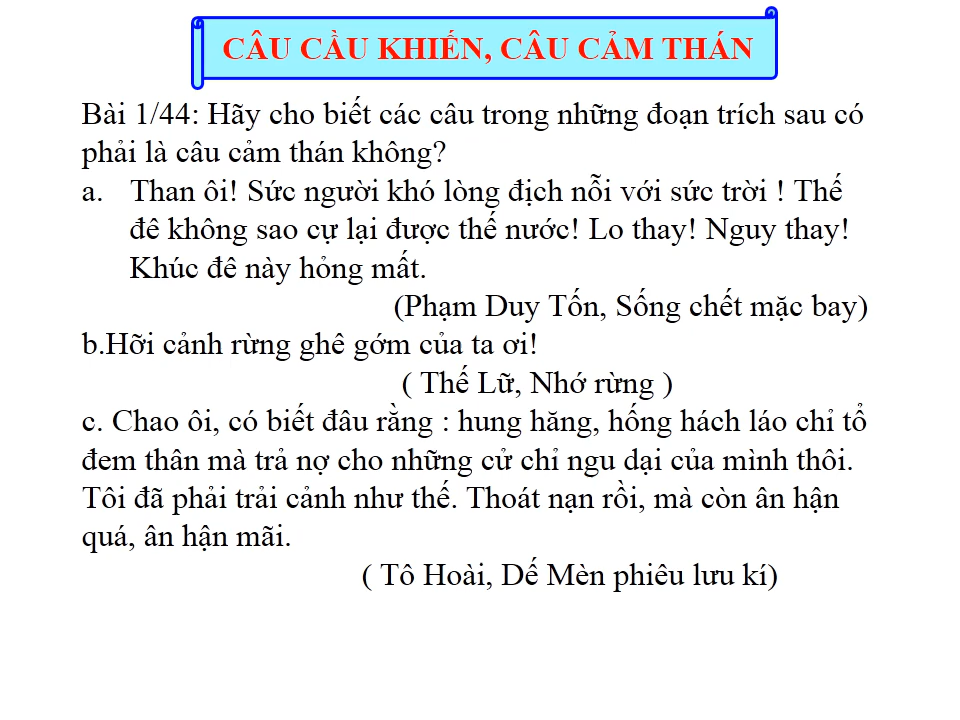 CÂU CẦU KHIẾN, CÂU CẢM THÁN
Bài 1/44: Hãy cho biết các câu trong những đoạn trích sau có
phải là câu cảm thán không?
a. Than ôi! Sức người khó lòng địch nỗi với sức trời ! Thế
đê không sao cự lại được thế nước! Lo thay! Nguy thay!
Khúc đê này hỏng mất.
(Phạm Duy Tốn, Sống chết mặc bay)
b.Hỡi cảnh rừng ghê gớm của ta ơi!
( Thế Lữ, Nhớ rừng )
c. Chao ôi, có biết đâu rằng : hung hăng, hống hách láo chỉ tổ
đem thân mà trả nợ cho những cử chỉ ngu dại của mình thôi.
Tôi đã phải trải cảnh như thế. Thoát nạn rồi, mà còn ân hận
quá, ân hận mãi.
( Tô Hoài, Dế Mèn phiêu lưu kí)